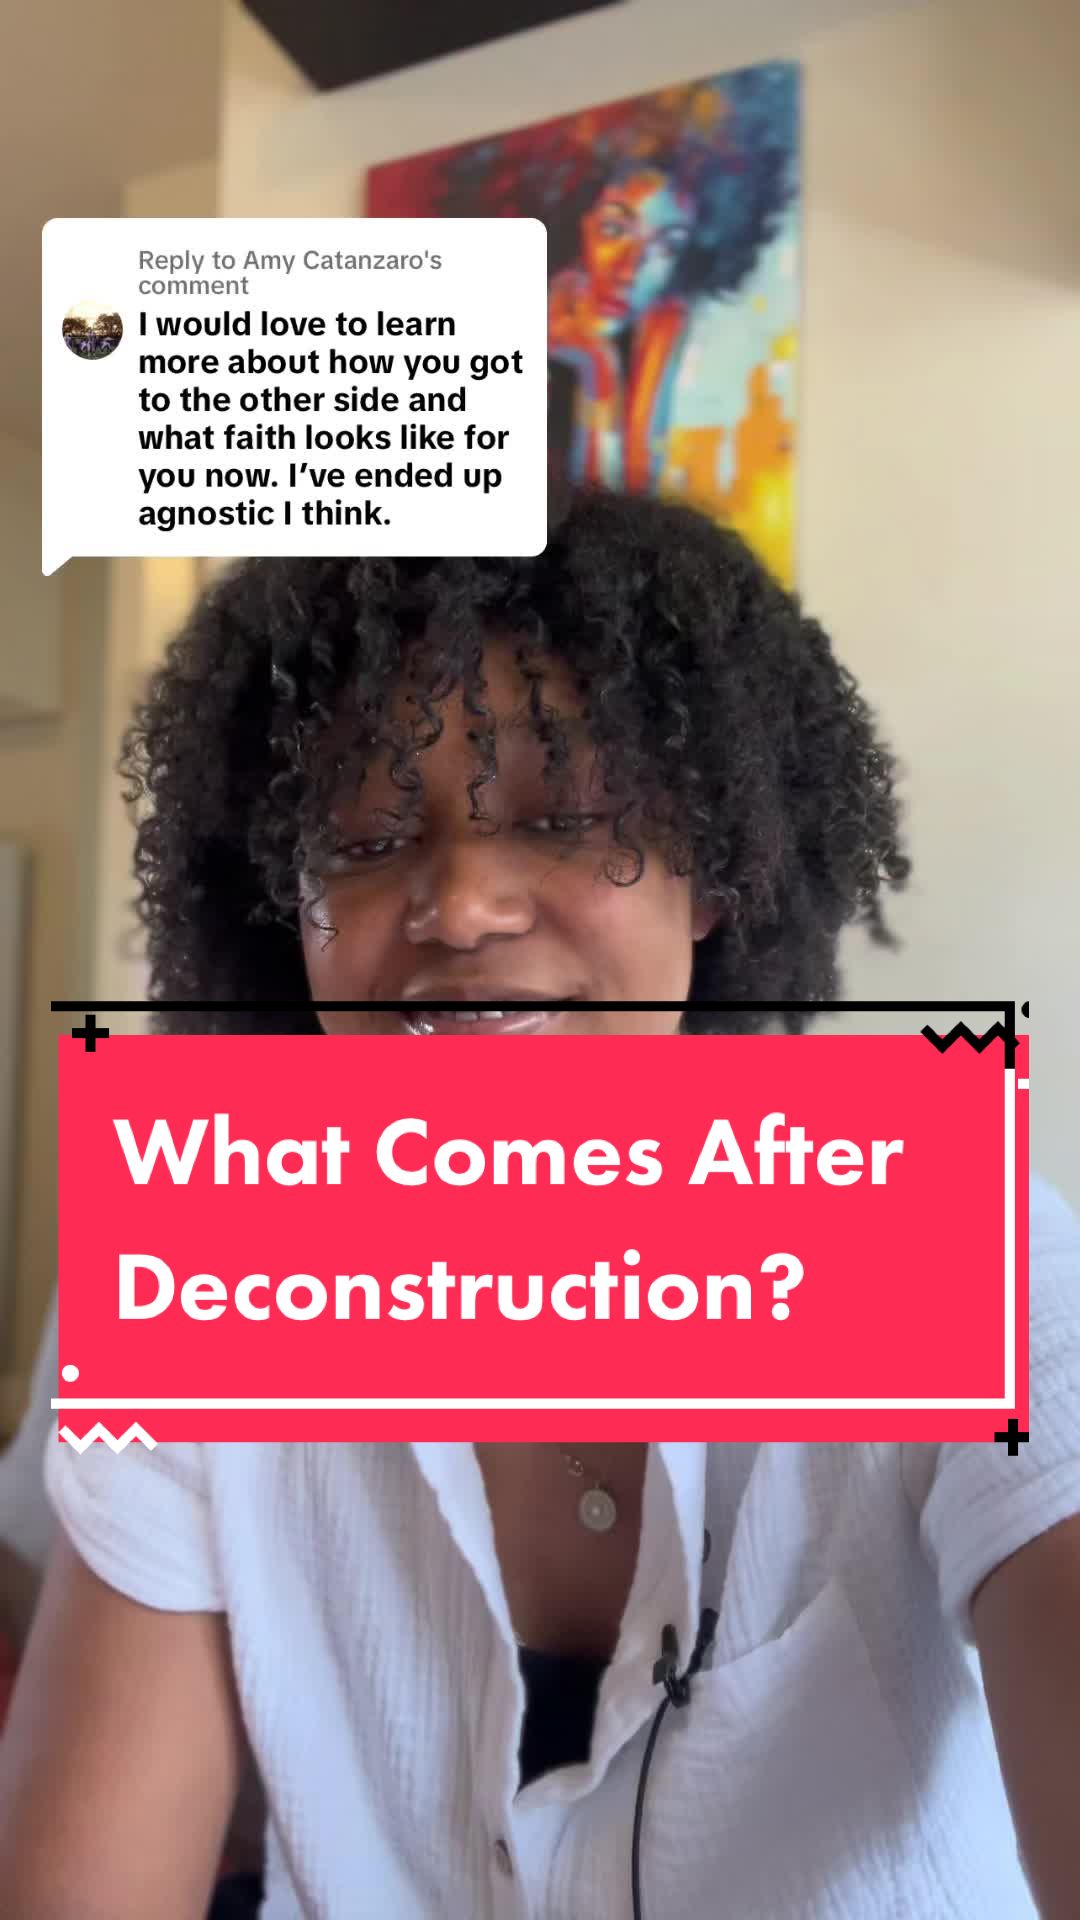 Reply to Amy Catanzaro's
comment
I would love to learn
more about how you got
to the other side and
what faith looks like for
you now. I’ve ended up
agnostic I think.
What Comes After
Deconstruction?